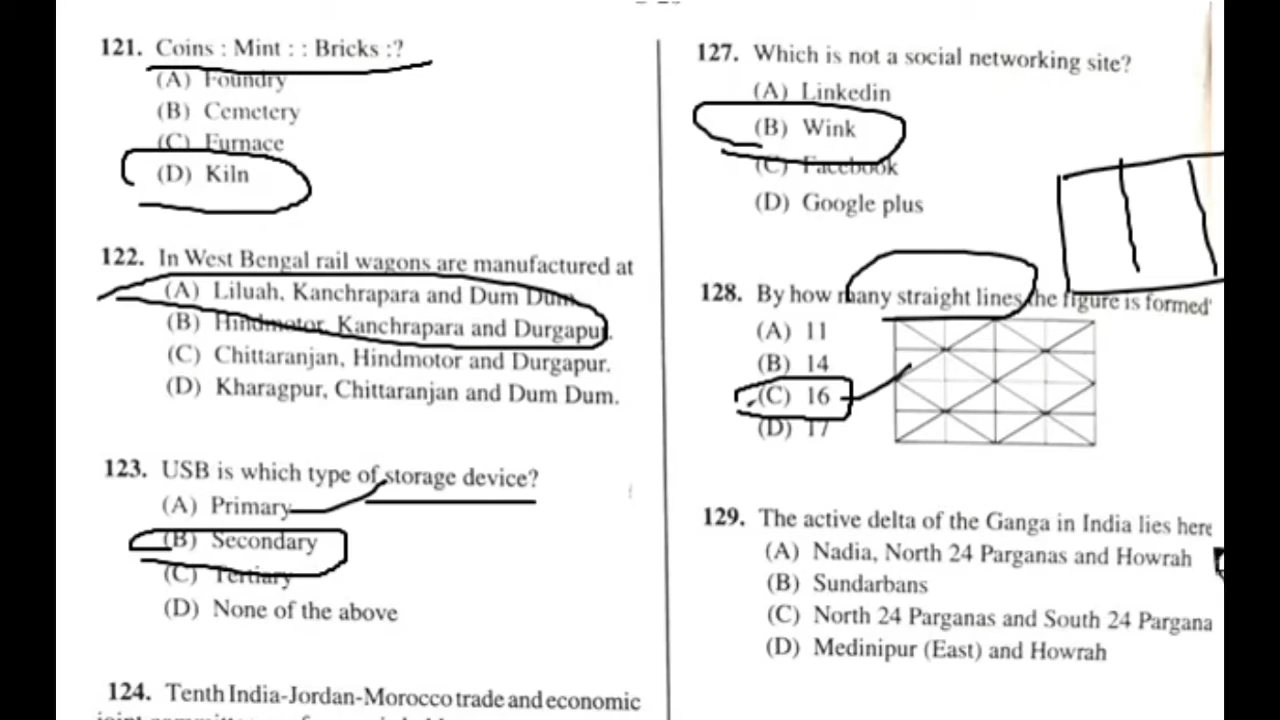 121. Coins : Mint : : Bricks :?
(A) Foundry
(B) Cemetery
(C) Furnace
(D) Kiln
122. In West Bengal rail wagons are manufactured at
(A) Liluah, Kanchrapara and Dum Dum
(B) Hindmotor, Kanchrapara and Durgapur.
(C) Chittaranjan, Hindmotor and Durgapur.
(D) Kharagpur, Chittaranjan and Dum Dum.
123. USB is which type of storage device?
(A) Primary
(B) Secondary
(C) Tertiary
(D) None of the above
124. Tenth India-Jordan-Morocco trade and economic
127. Which is not a social networking site?
(A) Linkedin
(B) Wink
(C) Facebook
(D) Google plus
128. By how many straight lines the figure is formed
(A) 11
(B) 14
(C) 16
(D) 17
129. The active delta of the Ganga in India lies here
(A) Nadia, North 24 Parganas and Howrah
(B) Sundarbans
(C) North 24 Parganas and South 24 Pargana
(D) Medinipur (East) and Howrah